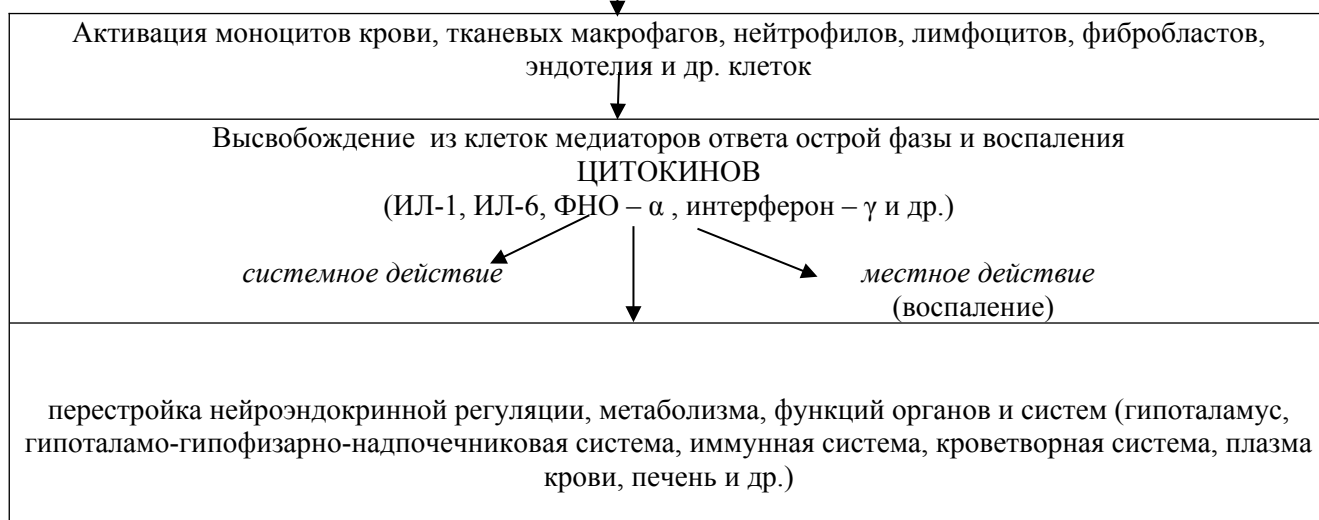 Активация моноцитов крови, тканевых макрофагов, нейтрофилов, лимфоцитов, фибробластов,
эндотелия и др. клеток
Высвобождение из клеток медиаторов ответа острой фазы и воспаления
ЦИТОКИНОВ
(ИЛ-1, ИЛ-6, ФНО – α , интерферон – γ и др.)
системное действие местное действие
(воспаление)
перестройка нейроэндокринной регуляции, метаболизма, функций органов и систем (гипоталамус,
гипоталамо-гипофизарно-надпочечниковая система, иммунная система, кроветворная система, плазма
крови, печень и др.)